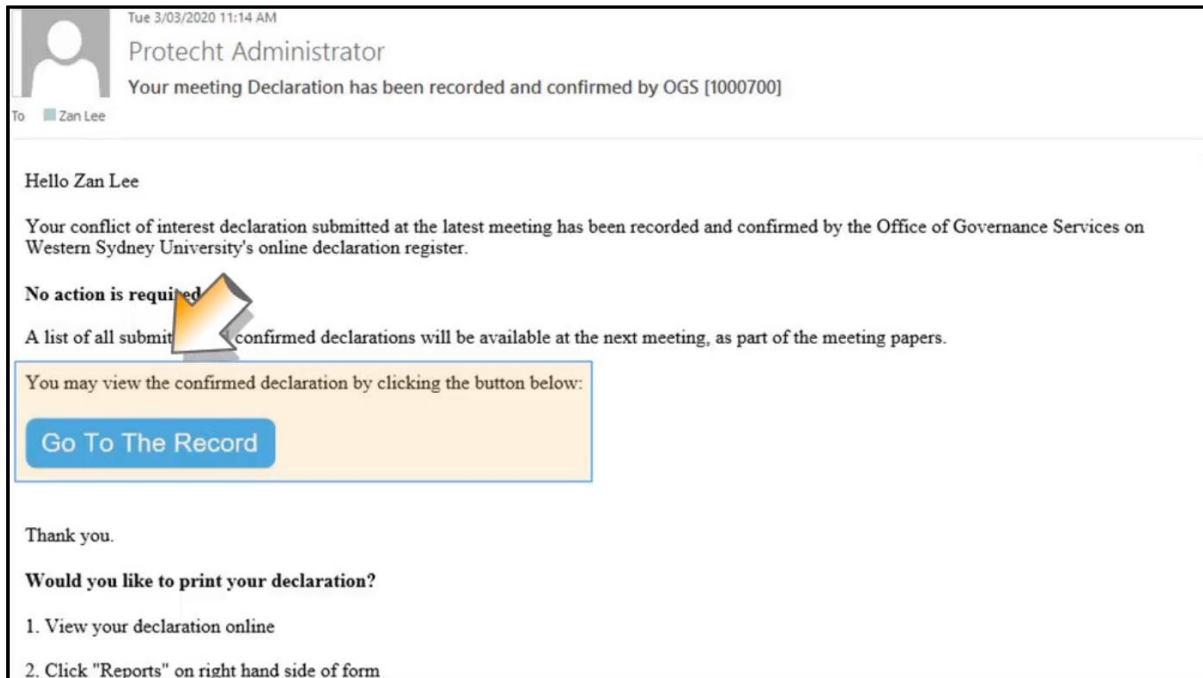 Tue 3/03/2020 11:14 AM
Protecht Administrator
Your meeting Declaration has been recorded and confirmed by OGS [1000700]
To Zan Lee
Hello Zan Lee
Your conflict of interest declaration submitted at the latest meeting has been recorded and confirmed by the Office of Governance Services on
Western Sydney University's online declaration register.
No action is required
A list of all confirmed declarations will be available at the next meeting, as part of the meeting papers.
You may view the confirmed declaration by clicking the button below:
Go To The Record
Thank you.
Would you like to print your declaration?
1. View your declaration online
2. Click "Reports" on right hand side of form